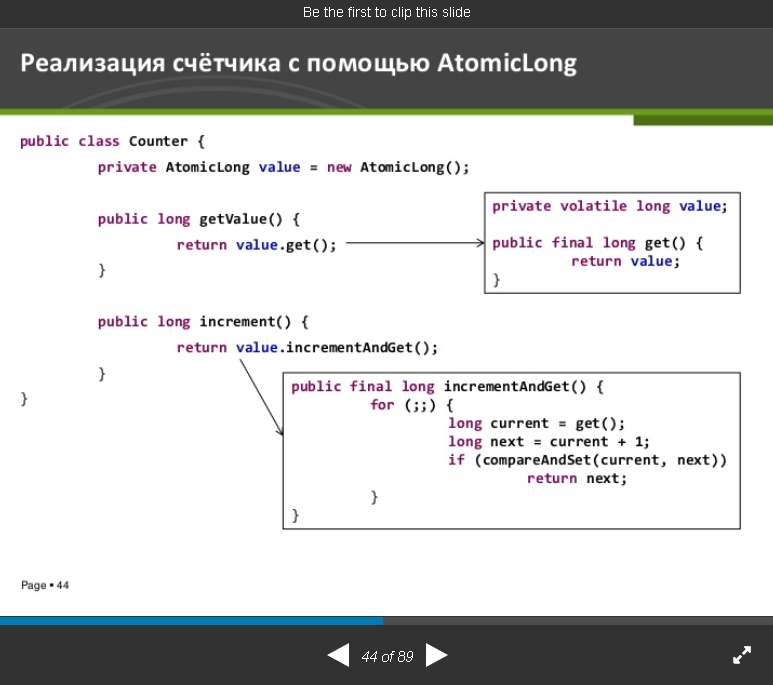 Be the first to clip this slide
Реализация счётчика с помощью AtomicLong
public class Counter {
private AtomicLong value = new AtomicLong();
public long getValue() {
return value.get();
}
private volatile long value;
public final long get() {
return value;
}
public long increment() {
return value.incrementAndGet();
}
}
public final long incrementAndGet() {
for (;;) {
long current = get();
long next = current + 1;
if (compareAndSet(current, next))
return next;
}
}
Page ▪ 44
44 of 89